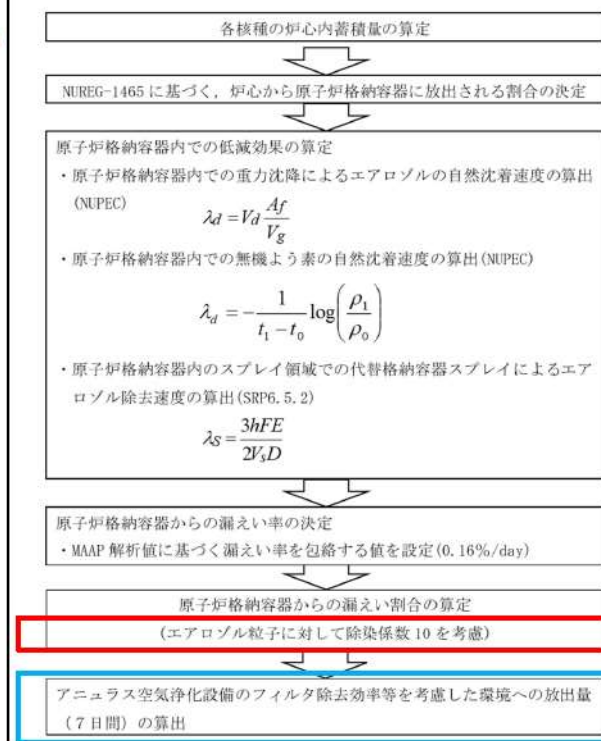 各核種の炉心内蓄積量の算定
NUREG-1465 に基づく，炉心から原子炉格納容器に放出される割合の決定
原子炉格納容器内での低減効果の算定
・原子炉格納容器内での重力沈降によるエアロゾルの自然沈着速度の算出
(NUPEC)
λd = Vd Af/Vg
・原子炉格納容器内での無機よう素の自然沈着速度の算出(NUPEC)
λ_d = −1/(t_1 − t_0) log(ρ_1/ρ_0)
・原子炉格納容器内のスプレイ領域での代替格納容器スプレイによるエア
ロゾル除去速度の算出(SRP6.5.2)
λS = 3hFE/2VsD
原子炉格納容器からの漏えい率の決定
・MAAP 解析値に基づく漏えい率を包絡する値を設定(0.16%/day)
原子炉格納容器からの漏えい割合の算定
(エアロゾル粒子に対して除染係数 10 を考慮)
アニュラス空気浄化設備のフィルタ除去効率等を考慮した環境への放出量
（７日間）の算出